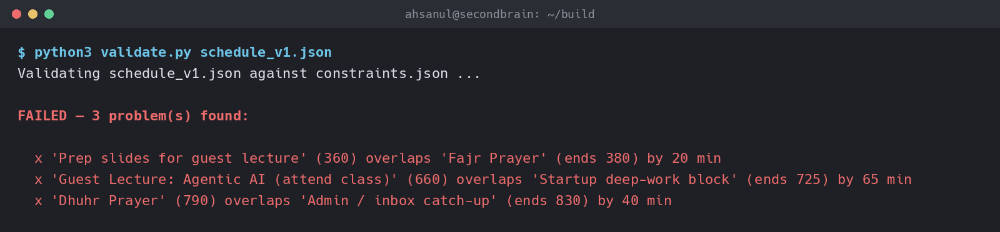 ahsanul@secondbrain: ~/build
$ python3 validate.py schedule_v1.json
Validating schedule_v1.json against constraints.json ...
FAILED — 3 problem(s) found:
x 'Prep slides for guest lecture' (360) overlaps 'Fajr Prayer' (ends 380) by 20 min
x 'Guest Lecture: Agentic AI (attend class)' (660) overlaps 'Startup deep-work block' (ends 725) by 65 min
x 'Dhuhr Prayer' (790) overlaps 'Admin / inbox catch-up' (ends 830) by 40 min